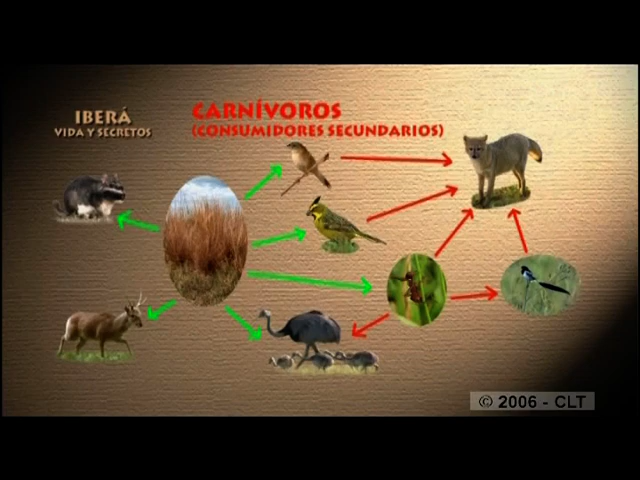 IBERÁ
VIDA Y SECRETOS
CARNÍVOROS
(CONSUMIDORES SECUNDARIOS)
© 2006 - CLT